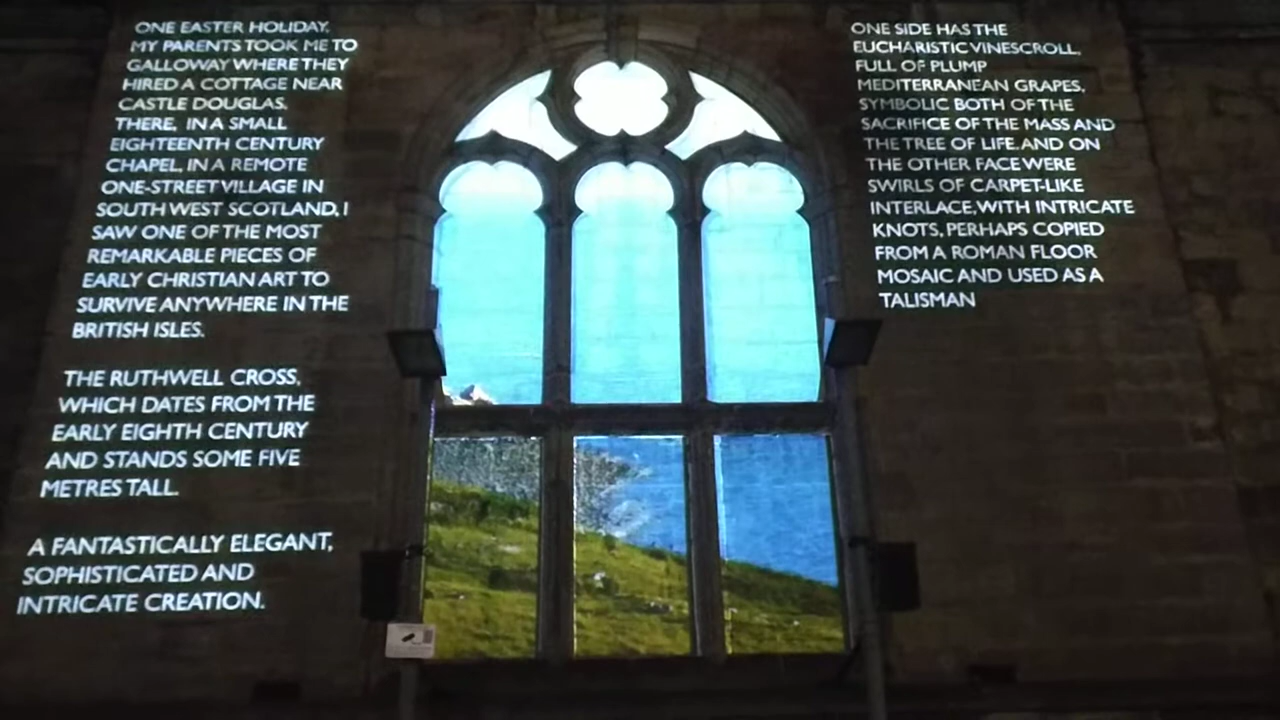 ONE EASTER HOLIDAY,
MY PARENTS TOOK ME TO
GALLOWAY WHERE THEY
HIRED A COTTAGE NEAR
CASTLE DOUGLAS.
THERE, IN A SMALL
EIGHTEENTH CENTURY
CHAPEL, IN A REMOTE
ONE-STREET VILLAGE IN
SOUTH WEST SCOTLAND, I
SAW ONE OF THE MOST
REMARKABLE PIECES OF
EARLY CHRISTIAN ART TO
SURVIVE ANYWHERE IN THE
BRITISH ISLES.
THE RUTHWELL CROSS,
WHICH DATES FROM THE
EARLY EIGHTH CENTURY
AND STANDS SOME FIVE
METRES TALL.
A FANTASTICALLY ELEGANT,
SOPHISTICATED AND
INTRICATE CREATION.
ONE SIDE HAS THE
EUCHARISTIC VINESCROLL,
FULL OF PLUMP
MEDITERRANEAN GRAPES,
SYMBOLIC BOTH OF THE
SACRIFICE OF THE MASS AND
THE TREE OF LIFE. AND ON
THE OTHER FACE WERE
SWIRLS OF CARPET-LIKE
INTERLACE, WITH INTRICATE
KNOTS, PERHAPS COPIED
FROM A ROMAN FLOOR
MOSAIC AND USED AS A
TALISMAN